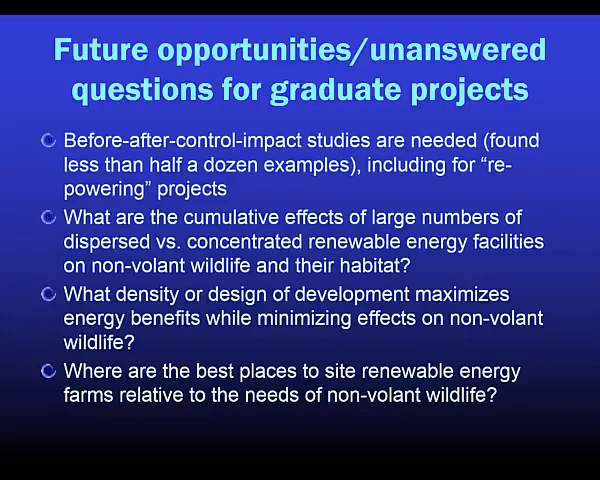 Future opportunities/unanswered
questions for graduate projects
Before-after-control-impact studies are needed (found
less than half a dozen examples), including for “re-
powering” projects
What are the cumulative effects of large numbers of
dispersed vs. concentrated renewable energy facilities
on non-volant wildlife and their habitat?
What density or design of development maximizes
energy benefits while minimizing effects on non-volant
wildlife?
Where are the best places to site renewable energy
farms relative to the needs of non-volant wildlife?